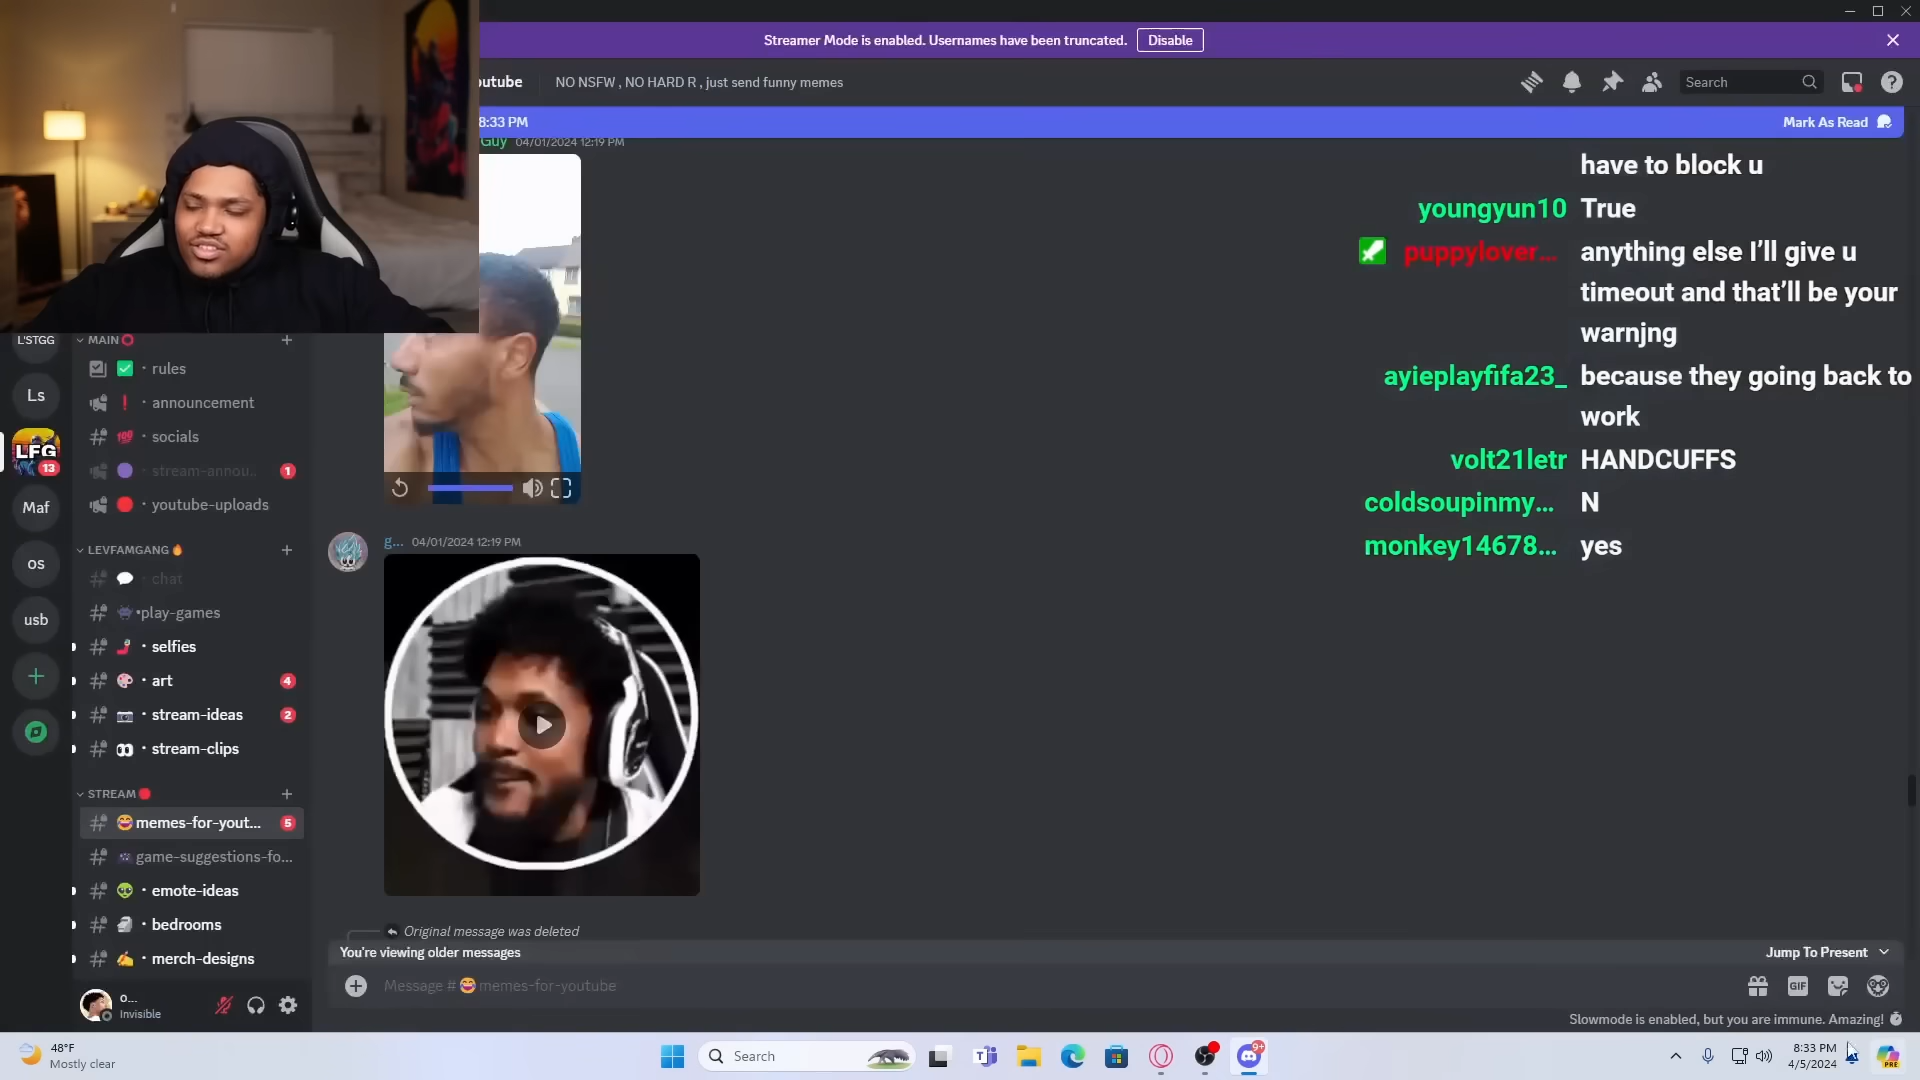 Streamer Mode is enabled. Usernames have been truncated. Disable
outube NO NSFW , NO HARD R , just send funny memes Search
8:33 PM Mark As Read
Guy 04/01/2024 12:19 PM
have to block u
youngyun10 True
puppylover... anything else I'll give u
timeout and that'll be your
warnjng
ayieplayfifa23_ because they going back to
work
volt21letr HANDCUFFS
coldsoupinmy... N
monkey14678... yes
L'STGG
Ls
LFG
13
Maf
os
usb
MAIN
rules
announcement
socials
stream-annou.. 1
youtube-uploads
LEVFAMGANG
chat
•play-games
selfies
art 4
stream-ideas 2
stream-clips
STREAM
memes-for-yout... 5
game-suggestions-fo...
emote-ideas
bedrooms
merch-designs
o...
Invisible
g... 04/01/2024 12:19 PM
Original message was deleted
You're viewing older messages Jump To Present
Message # memes-for-youtube GIF
Slowmode is enabled, but you are immune. Amazing!
48°F
Mostly clear
Search
9+
8:33 PM
4/5/2024
PRE